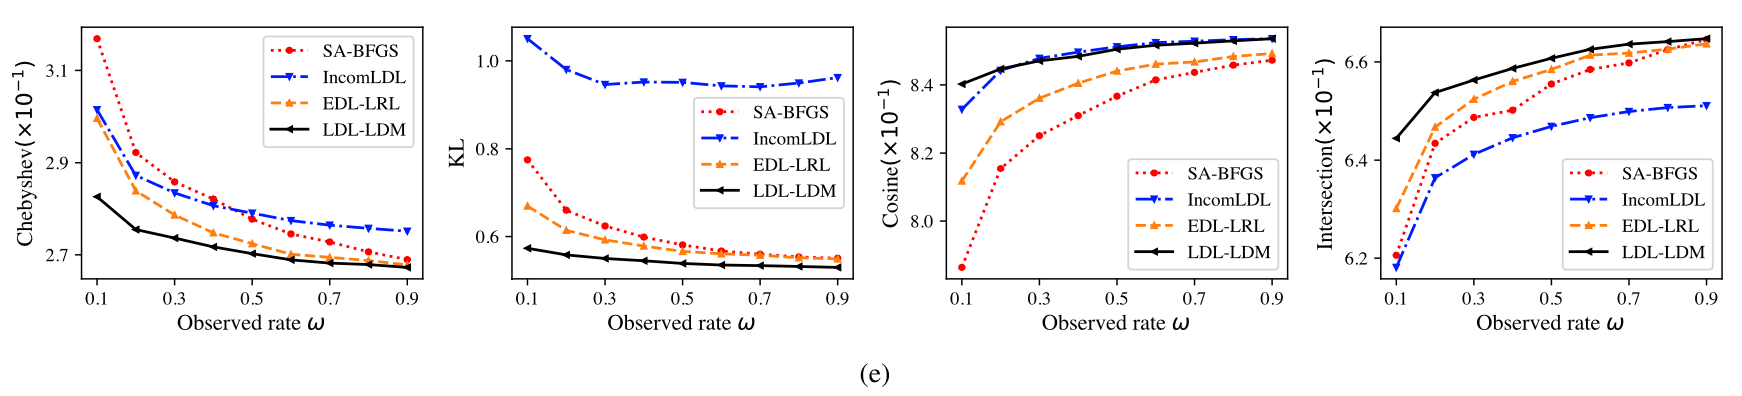 Chebyshev(×10⁻¹)
3.1
2.9
2.7
0.1 0.3 0.5 0.7 0.9
Observed rate ω
SA-BFGS
IncomLDL
EDL-LRL
LDL-LDM
KL
1.0
0.8
0.6
0.1 0.3 0.5 0.7 0.9
Observed rate ω
SA-BFGS
IncomLDL
EDL-LRL
LDL-LDM
Cosine(×10⁻¹)
8.4
8.2
8.0
0.1 0.3 0.5 0.7 0.9
Observed rate ω
SA-BFGS
IncomLDL
EDL-LRL
LDL-LDM
Intersection(×10⁻¹)
6.6
6.4
6.2
0.1 0.3 0.5 0.7 0.9
Observed rate ω
SA-BFGS
IncomLDL
EDL-LRL
LDL-LDM
(e)